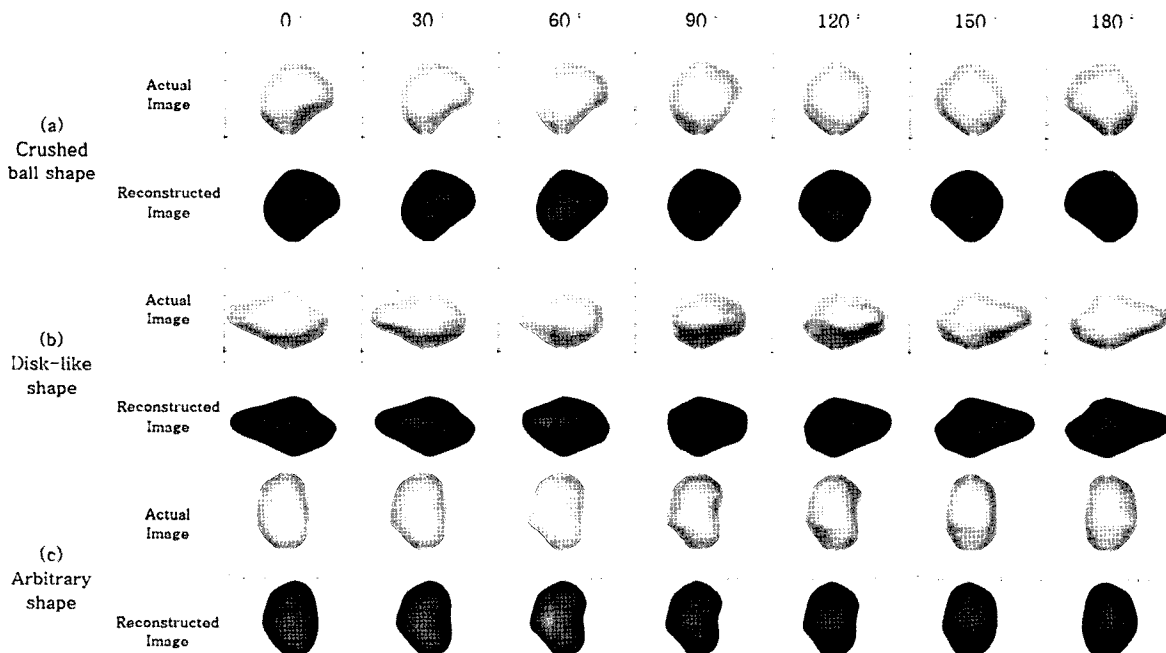 0° 30° 60° 90° 120° 150° 180°
Actual
Image
(a)
Crushed
ball shape
Reconstructed
Image
Actual
Image
(b)
Disk-like
shape
Reconstructed
Image
Actual
Image
(c)
Arbitrary
shape
Reconstructed
Image